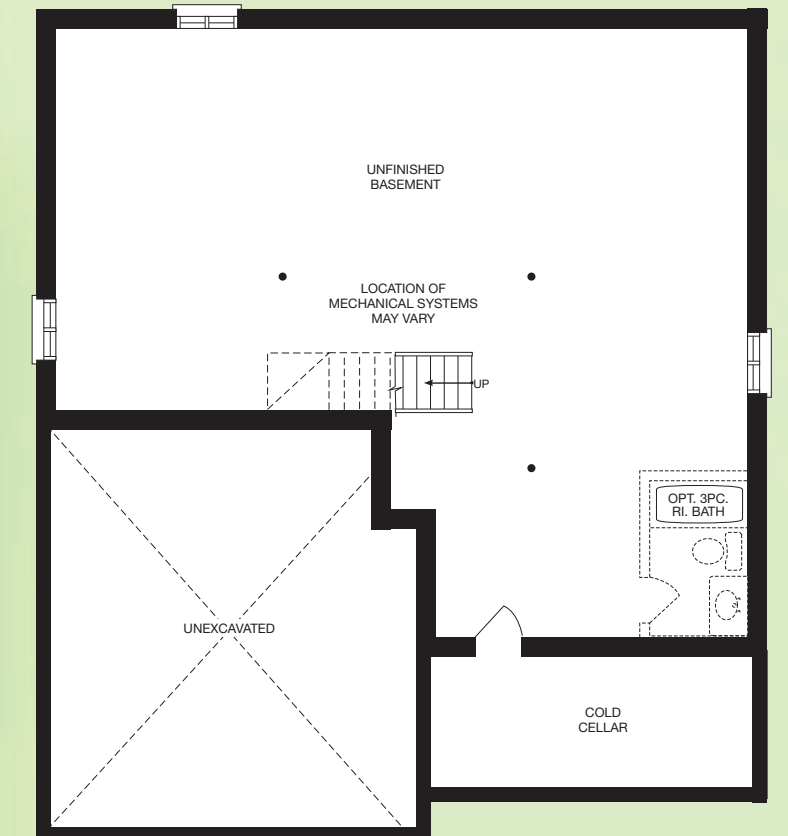 UNFINISHED
BASEMENT
LOCATION OF
MECHANICAL SYSTEMS
MAY VARY
UP
OPT. 3PC.
RI. BATH
UNEXCAVATED
COLD
CELLAR